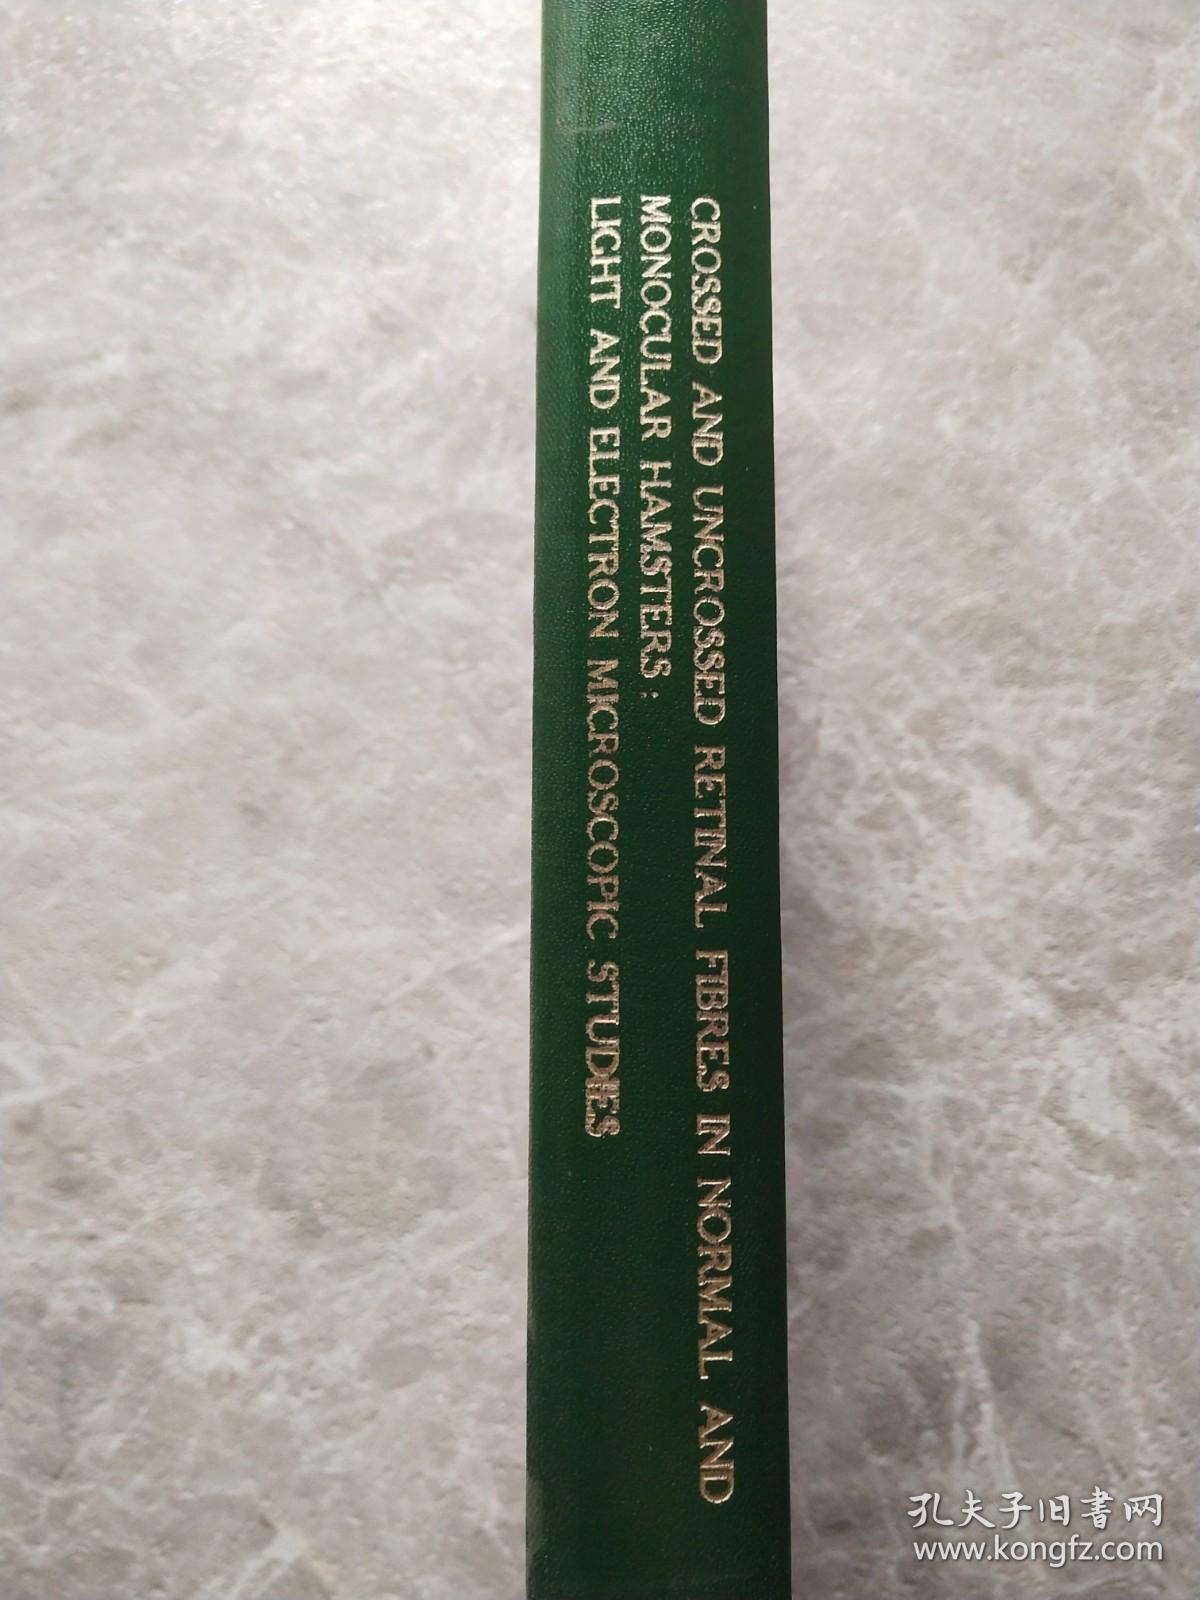 CROSSED AND UNCROSSED RETINAL FIBRES IN NORMAL AND
MONOCULAR HAMSTERS :
LIGHT AND ELECTRON MICROSCOPIC STUDIES
孔夫子旧书网
www.kongfz.com